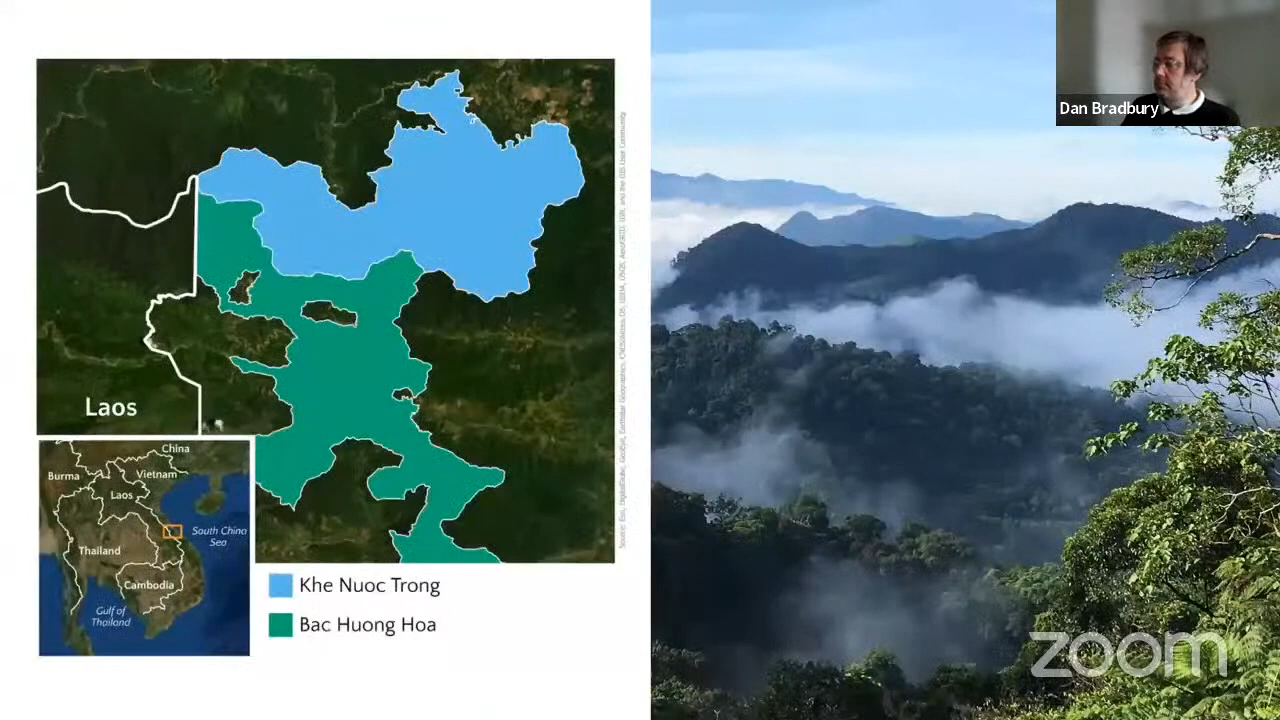 Dan Bradbury
Laos
China
Burma
Vietnam
Laos
South China
Sea
Thailand
Cambodia
Gulf of
Thailand
Khe Nuoc Trong
Bac Huong Hoa
zoom